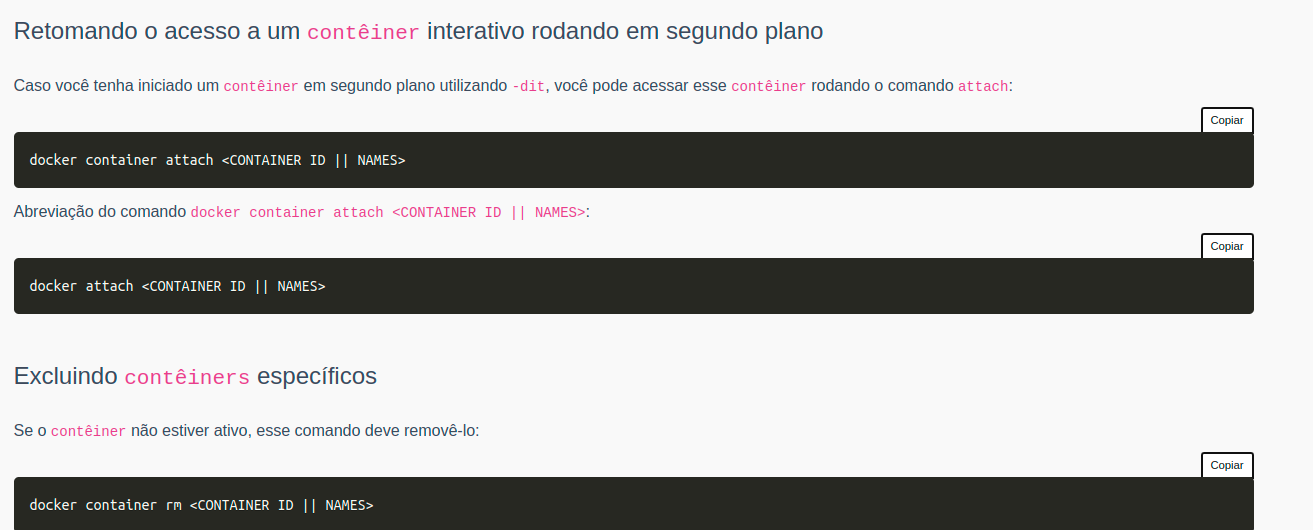 Retomando o acesso a um contêiner interativo rodando em segundo plano
Caso você tenha iniciado um contêiner em segundo plano utilizando -dit, você pode acessar esse contêiner rodando o comando attach:
Copiar
docker container attach <CONTAINER ID || NAMES>
Abreviação do comando docker container attach <CONTAINER ID || NAMES>:
Copiar
docker attach <CONTAINER ID || NAMES>
Excluindo contêiners específicos
Se o contêiner não estiver ativo, esse comando deve removê-lo:
Copiar
docker container rm <CONTAINER ID || NAMES>